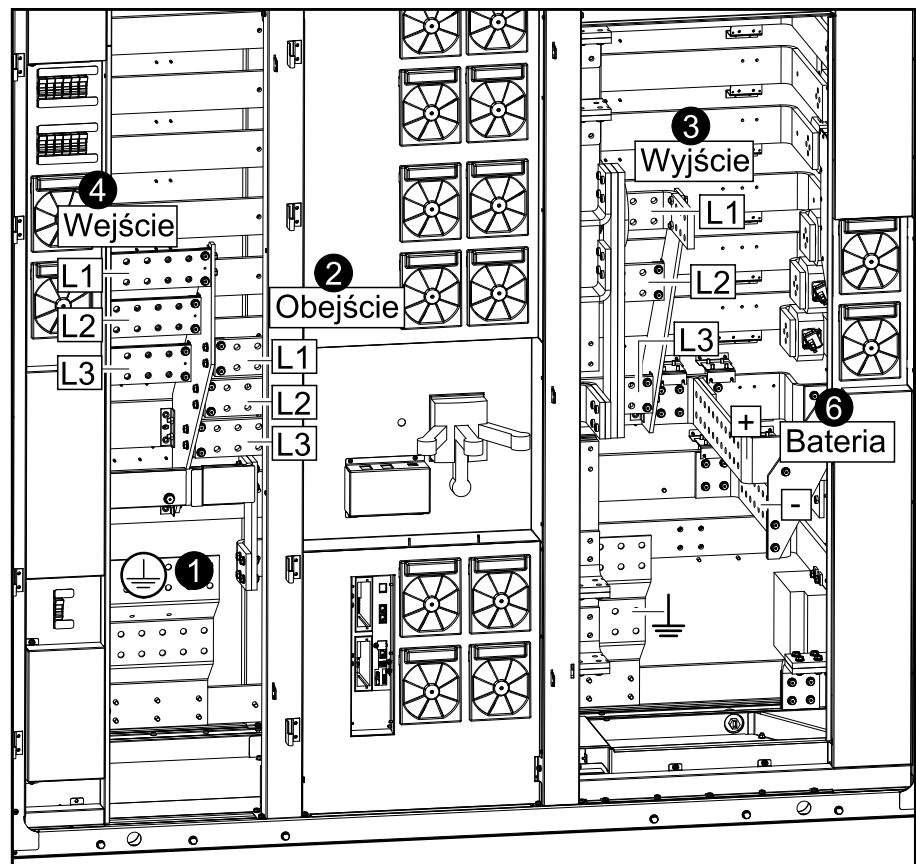 3
Wyjście
L1
L2
L3
4
Wejście
L1
L2
L3
2
Obejście
L1
L2
L3
6
Bateria
+
-
1